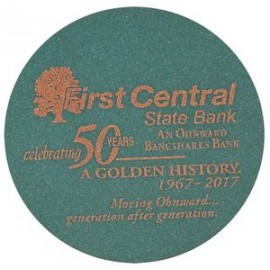 First Central
State Bank
An Ohnward
Bancshares Bank
celebrating 50 YEARS
A GOLDEN HISTORY.
1967-2017
Moving Ohnward...
generation after generation.